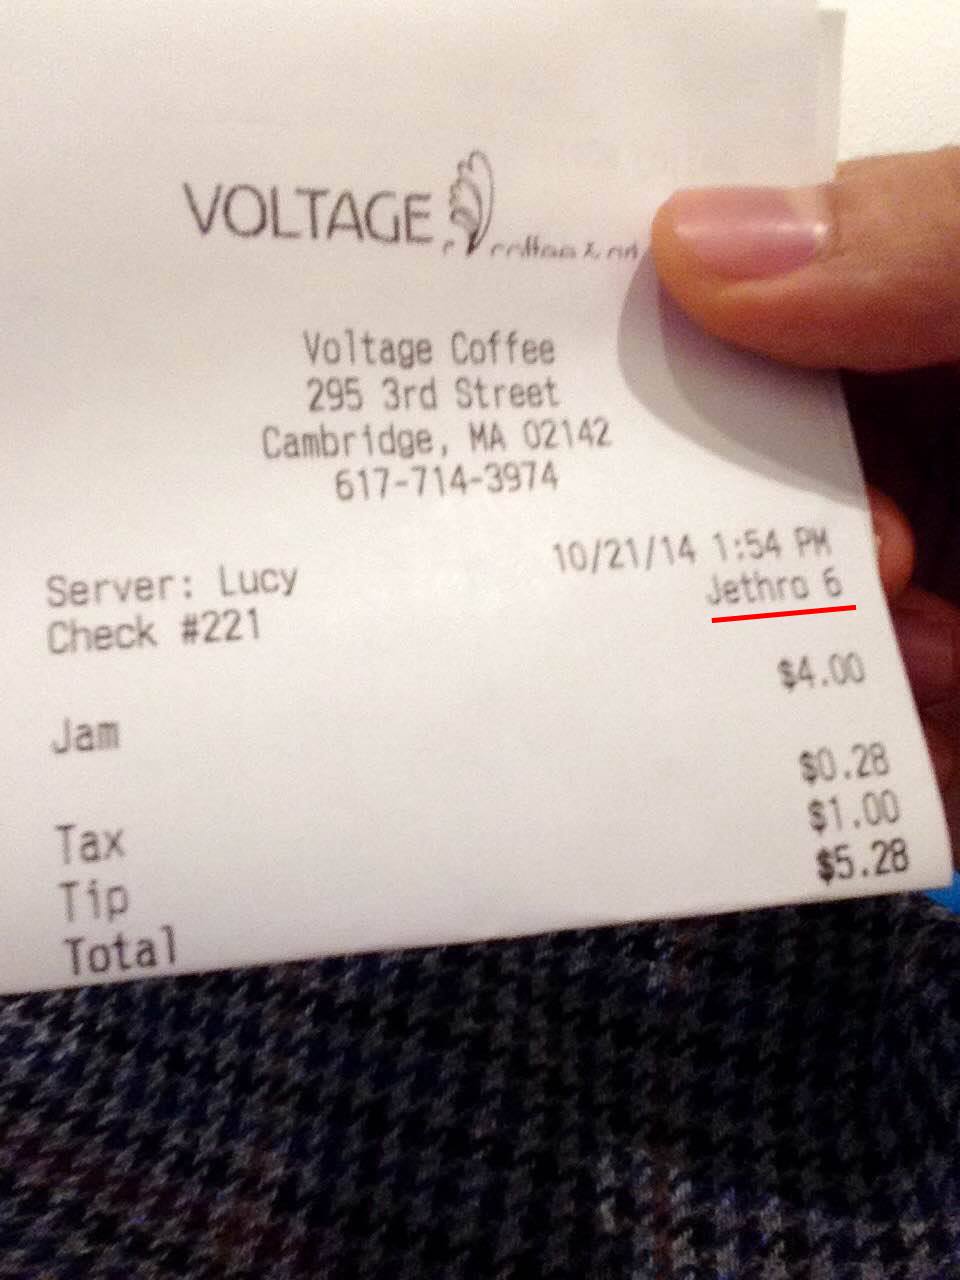 VOLTAGE
coffee &
Voltage Coffee
295 3rd Street
Cambridge, MA 02142
617-714-3974
Server: Lucy 10/21/14 1:54 PM
Check #221 Jethro 6
Jam $4.00
Tax $0.28
Tip $1.00
Total $5.28